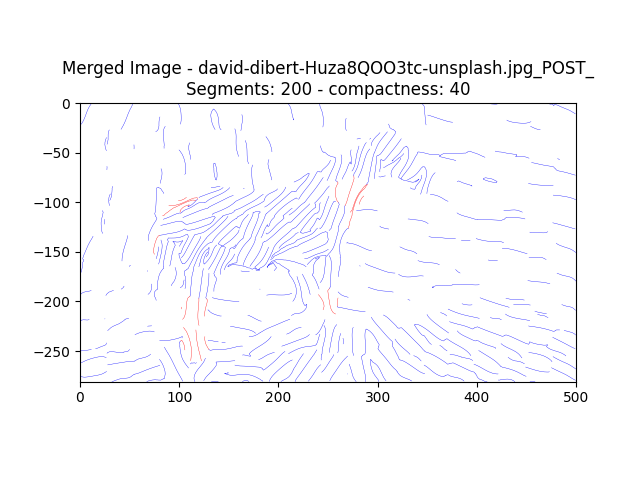 Merged Image - david-dibert-Huza8QOO3tc-unsplash.jpg_POST_
Segments: 200 - compactness: 40
0
−50
−100
−150
−200
−250
0 100 200 300 400 500